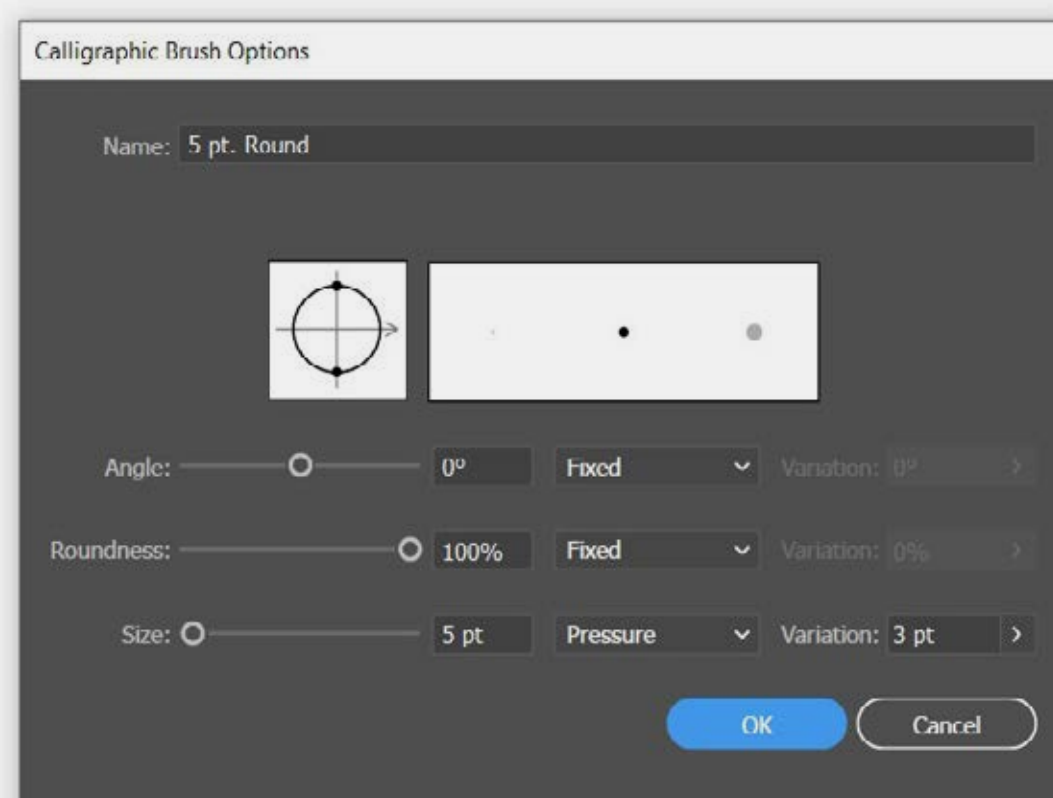 Calligraphic Brush Options
Name: 5 pt. Round
Angle: 0° Fixed Variation: 0°
Roundness: 100% Fixed Variation: 0%
Size: 5 pt Pressure Variation: 3 pt
OK Cancel